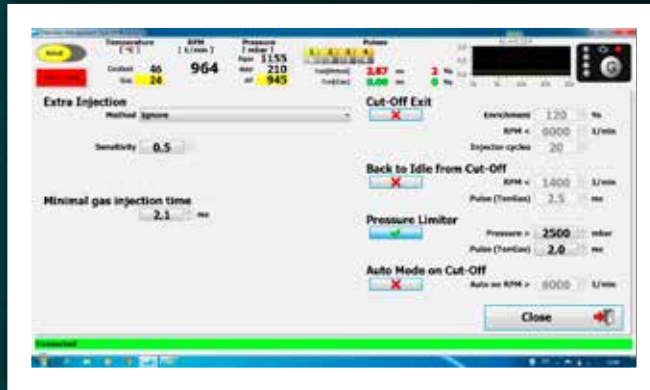 Temperature
[ °C ]
RPM
[ 1/min ]
Pressure
[ mbar ]
Pulses
1155
46
964
210
2,87 ms
2 %
Gas
24
945
0,00 ms
0 %
Extra Injection
Method Ignore
Sensitivity 0.5
Minimal gas injection time
2,1 ms
Cut-Off Exit
Enrichment 120 %
RPM < 6000 1/min
Injector cycles 20
Back to Idle from Cut-Off
RPM < 1400 1/min
Pulse (TonGas) 2,5 ms
Pressure Limiter
Pressure > 2500 mbar
Pulse (TonGas) 2,0 ms
Auto Mode on Cut-Off
Auto on RPM > 6000 1/min
Close
Connected